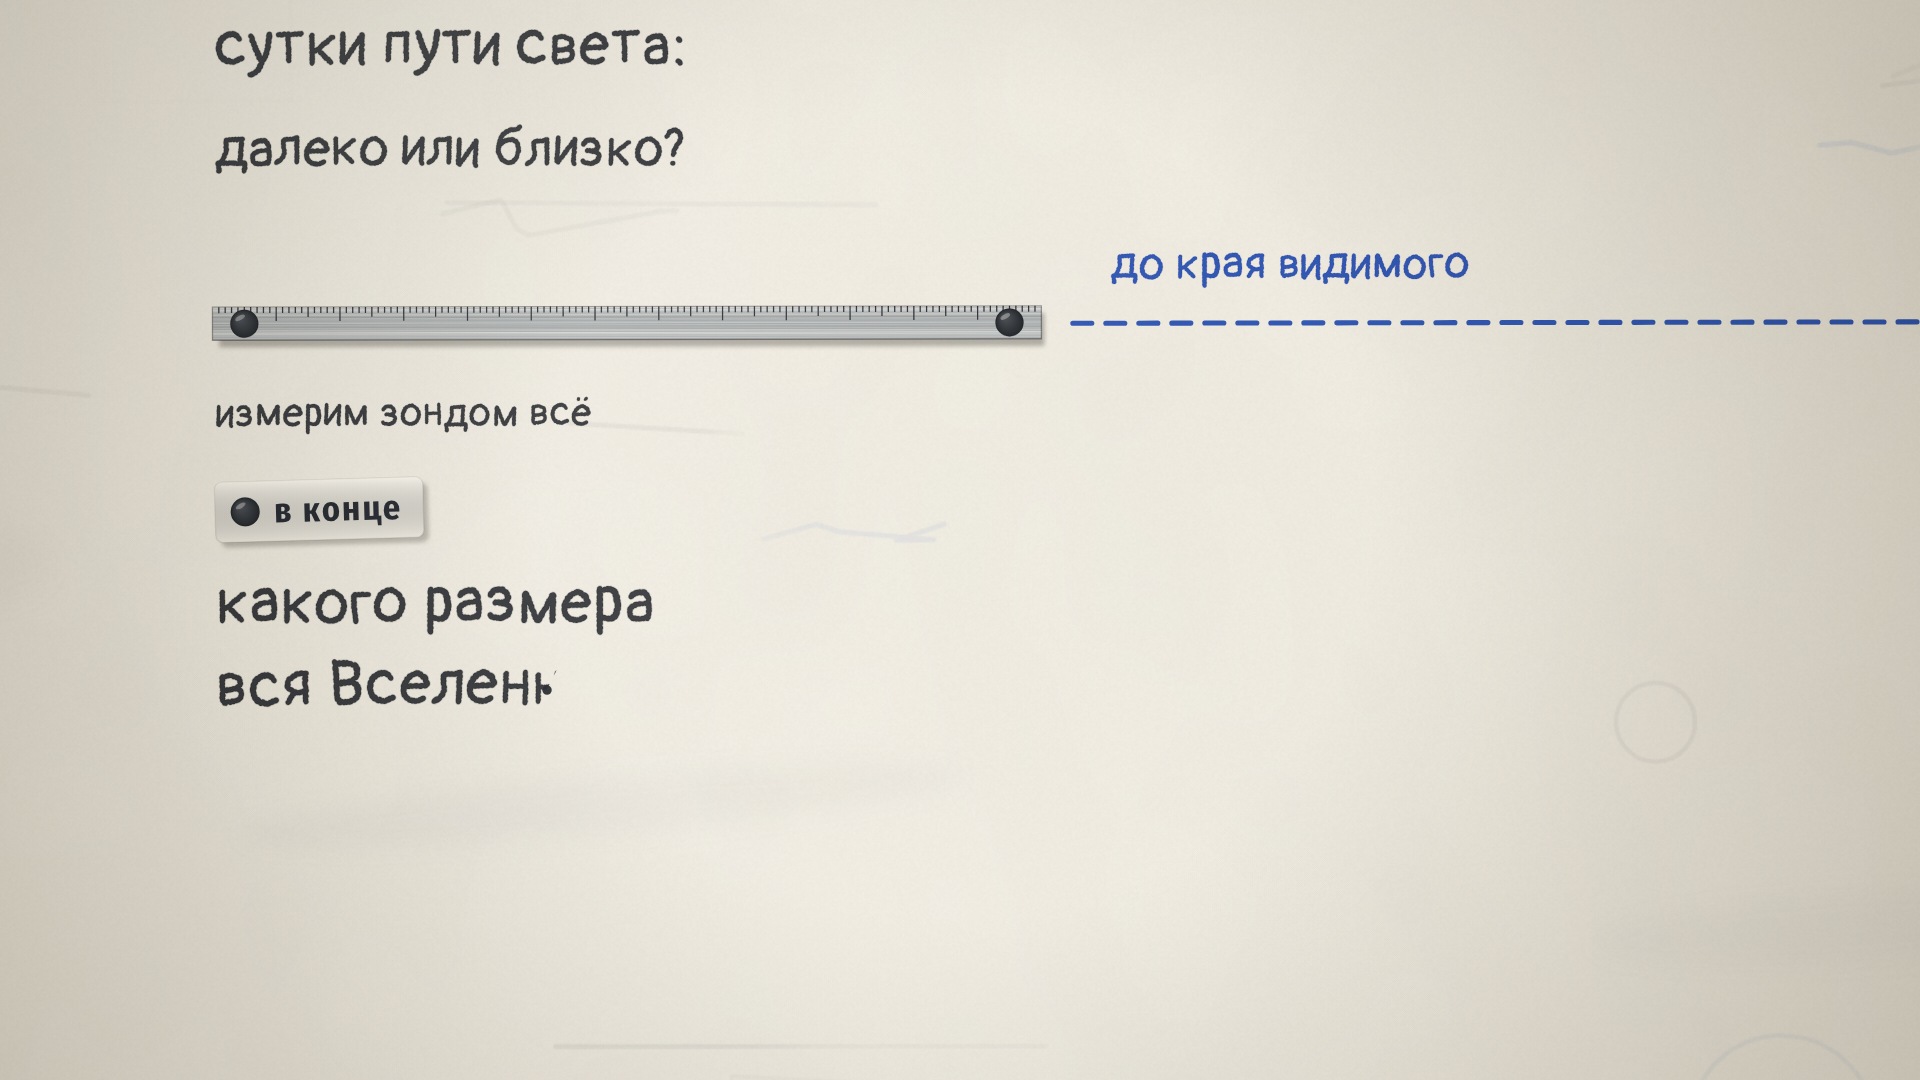 сутки пути света:
далеко или близко?
до края видимого
измерим зондом всё
в конце
какого размера
вся